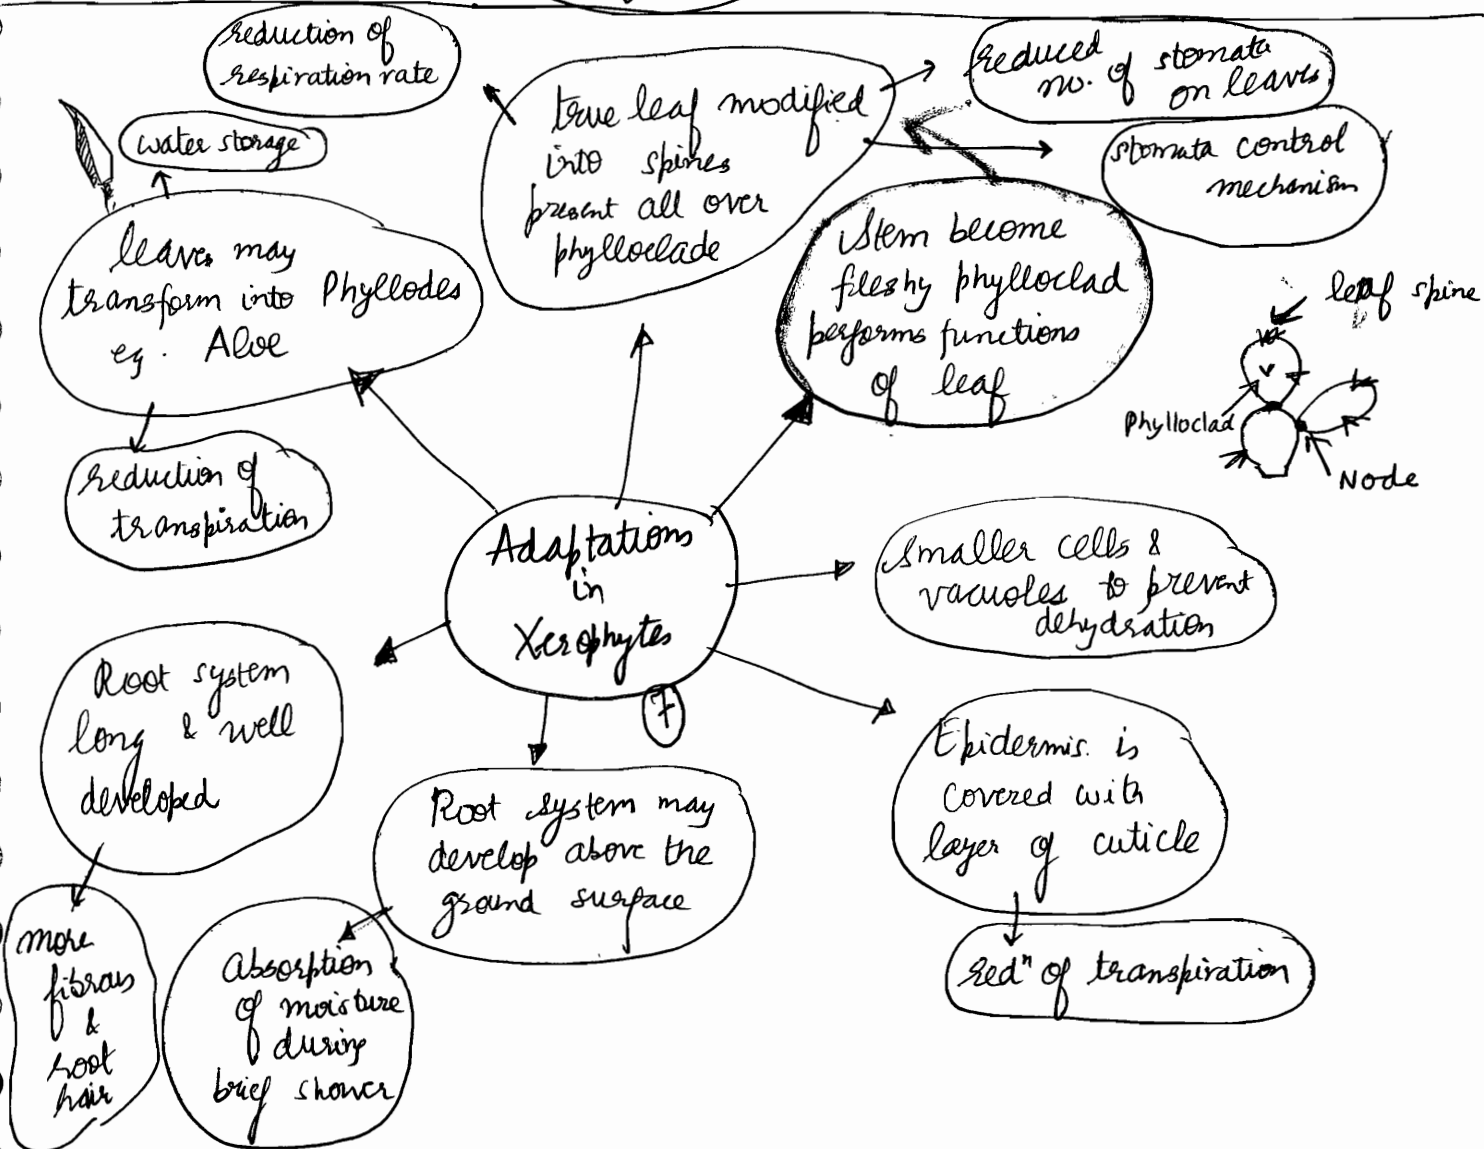 reduction of
respiration rate
true leaf modified
into spines
present all over
phylloclade
reduced
no. of stomata
on leaves
stomata control
mechanism
water storage
leaves may
transform into Phyllodes
eg. Aloe
reduction of
transpiration
Stem become
fleshy phylloclad
performs functions
of leaf
leaf spine
Phylloclad
Node
Adaptations
in
Xerophytes
7
smaller cells &
vacuoles to prevent
dehydration
Epidermis is
covered with
layer of cuticle
redⁿ of transpiration
Root system
long & well
developed
more
fibrous
&
root
hair
Root system may
develop above the
ground surface
Absorption
of moisture
during
brief shower